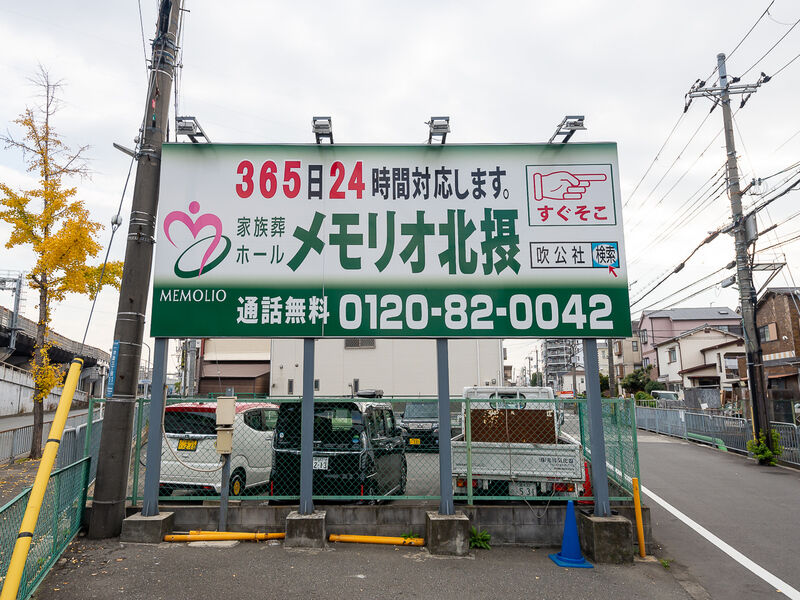 365日24時間対応します。
すぐそこ
家族葬
ホール
メモリオ北摂
吹公社 検索
MEMOLIO
通話無料 0120-82-0042